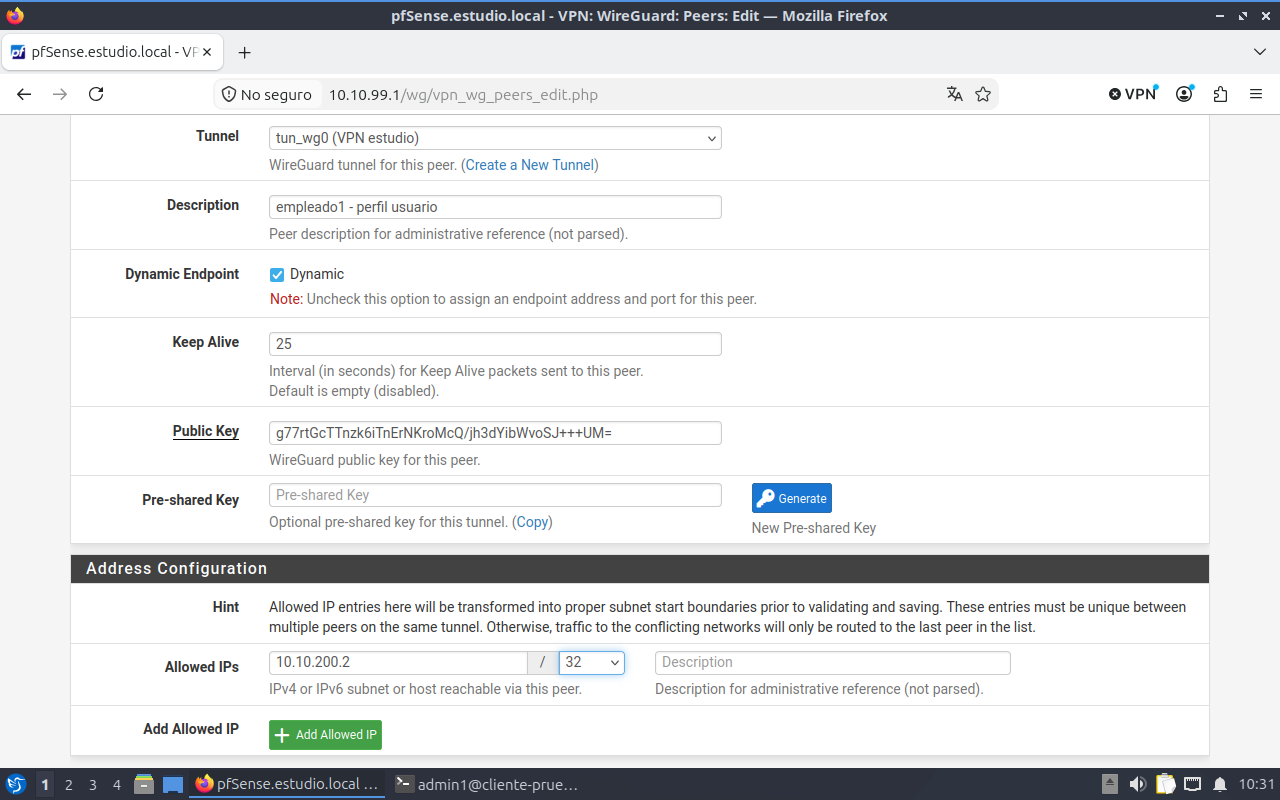 pfSense.estudio.local - VPN: WireGuard: Peers: Edit — Mozilla Firefox
pfSense.estudio.local - VP
No seguro
10.10.99.1/wg/vpn_wg_peers_edit.php
VPN
Tunnel
tun_wg0 (VPN estudio)
WireGuard tunnel for this peer. (Create a New Tunnel)
Description
empleado1 - perfil usuario
Peer description for administrative reference (not parsed).
Dynamic Endpoint
Dynamic
Note: Uncheck this option to assign an endpoint address and port for this peer.
Keep Alive
25
Interval (in seconds) for Keep Alive packets sent to this peer.
Default is empty (disabled).
Public Key
g77rtGcTTnzk6iTnErNKroMcQ/jh3dYibWvoSJ+++UM=
WireGuard public key for this peer.
Pre-shared Key
Pre-shared Key
Generate
Optional pre-shared key for this tunnel. (Copy)
New Pre-shared Key
Address Configuration
Hint
Allowed IP entries here will be transformed into proper subnet start boundaries prior to validating and saving. These entries must be unique between
multiple peers on the same tunnel. Otherwise, traffic to the conflicting networks will only be routed to the last peer in the list.
Allowed IPs
10.10.200.2 / 32
Description
IPv4 or IPv6 subnet or host reachable via this peer.
Description for administrative reference (not parsed).
Add Allowed IP
Add Allowed IP
1 2 3 4
pfSense.estudio.local ...
admin1@cliente-prue...
10:31